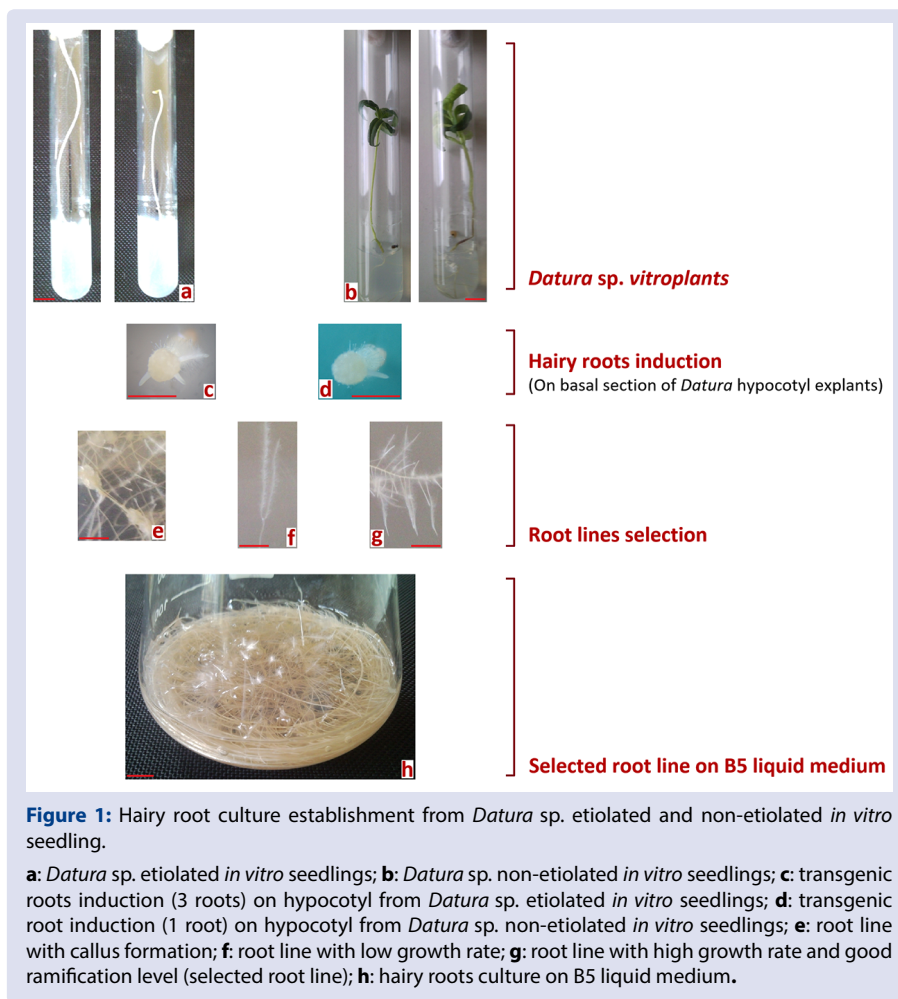 a
b
Datura sp. vitroplants
c
d
Hairy roots induction
(On basal section of Datura hypocotyl explants)
e
f
g
Root lines selection
h
Selected root line on B5 liquid medium
Figure 1: Hairy root culture establishment from Datura sp. etiolated and non-etiolated in vitro
seedling.
a: Datura sp. etiolated in vitro seedlings; b: Datura sp. non-etiolated in vitro seedlings; c: transgenic
roots induction (3 roots) on hypocotyl from Datura sp. etiolated in vitro seedlings; d: transgenic
root induction (1 root) on hypocotyl from Datura sp. non-etiolated in vitro seedlings; e: root line
with callus formation; f: root line with low growth rate; g: root line with high growth rate and good
ramification level (selected root line); h: hairy roots culture on B5 liquid medium.